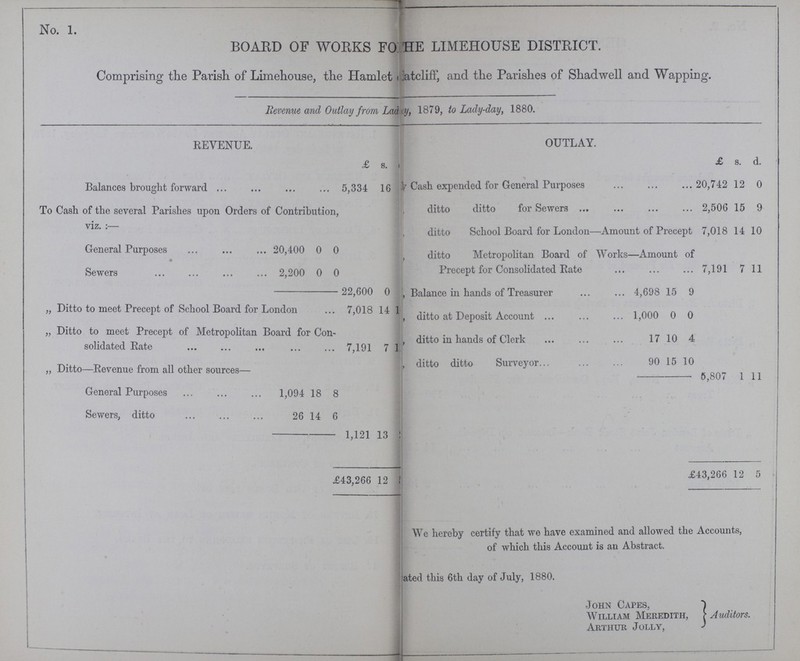 No. 1.
BOARD OF WORKS FO HE LIMEHOUSE DISTRICT.
Comprising the Parish of Limehouse, the Hamlet atcliff, and the Parishes of Shadwell and Wapping.
Revenue and Outlay from Lad y, 1879, to Lady-day, 1880.
REVENUE.
£ s.
Balances brought forward ... ... ... ... 5,334 16
To Cash of the several Parishes upon Orders of Contribution,
viz. :—
General Purposes ... ... ... 20,400 0 0
Sewers ... ... ... ... 2,200 0 0
22,600 0
„ Ditto to meet Precept of School Board for London ... 7,018 14 1
„ Ditto to meet Precept of Metropolitan Board for Con-
solidated Rate ... ... ... ... ... 7,191 7 1
„ Ditto—Revenue from all other sources—
General Purposes ... ... ... 1,094 18 8
Sewers, ditto ... ... ... 26 14 6
1,121 13
£43,266 12
OUTLAY.
£ s. d.
Cash expended for General Purposes ... ... ... 20,742 12 0
ditto ditto for Sewers ... ... ... ... 2,506 15 9
ditto School Board for London—Amount of Precept 7,018 14 10
, ditto Metropolitan Board of Works—Amount of
Precept for Consolidated Rate ... ... ... 7,191 7 11
, Balance in hands of Treasurer ... ... 4,698 15 9
, ditto at Deposit Account ... ... ... 1,000 0 0
, ditto in hands of Clerk ... ... ... 17 10 4
, ditto ditto Surveyor... ... ... 90 15 10
5,807 1 11
£43,266 12 5
We hereby certify that we have examined and allowed the Accounts,
of which this Account is an Abstract.
ated this 6th day of July, 1880.
JOHN CAPES,
WILLIAM MEREDITH, } Auditors.
ARTHUR JOLLY,